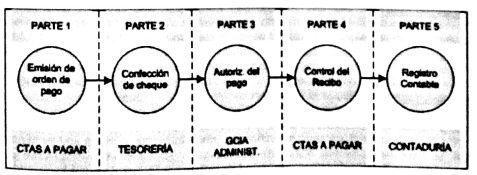 PARTE 1
PARTE 2
PARTE 3
PARTE 4
PARTE 5
Emisión de
orden de
pago
Confección
de cheque
Autoriz. del
pago
Control del
Recibo
Registro
Contable
CTAS A PAGAR
TESORERÍA
GCIA
ADMINIST.
CTAS A PAGAR
CONTADURÍA